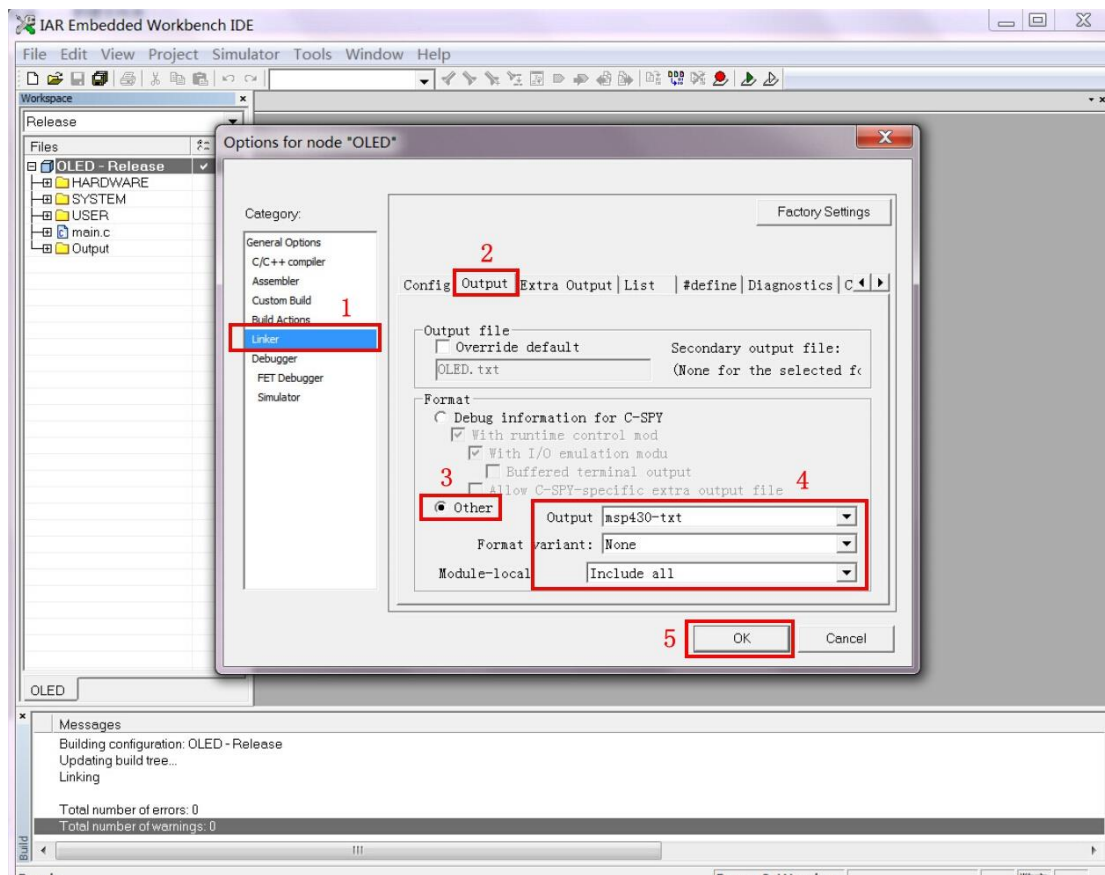 IAR Embedded Workbench IDE
File Edit View Project Simulator Tools Window Help
Workspace
Release
Files
OLED - Release
HARDWARE
SYSTEM
USER
main.c
Output
OLED
Options for node "OLED"
Factory Settings
Category:
General Options
C/C++ compiler
Assembler
Custom Build
Build Actions
1
Linker
Debugger
FET Debugger
Simulator
2
Config Output Extra Output List #define Diagnostics C
Output file
Override default
OLED.txt
Secondary output file:
(None for the selected fo
Format
Debug information for C-SPY
With runtime control mod
With I/O emulation modu
Buffered terminal output
Allow C-SPY-specific extra output file
3
Other
4
Output msp430-txt
Format variant: None
Module-local Include all
5
OK Cancel
Messages
Building configuration: OLED - Release
Updating build tree...
Linking
Total number of errors: 0
Total number of warnings: 0
Build